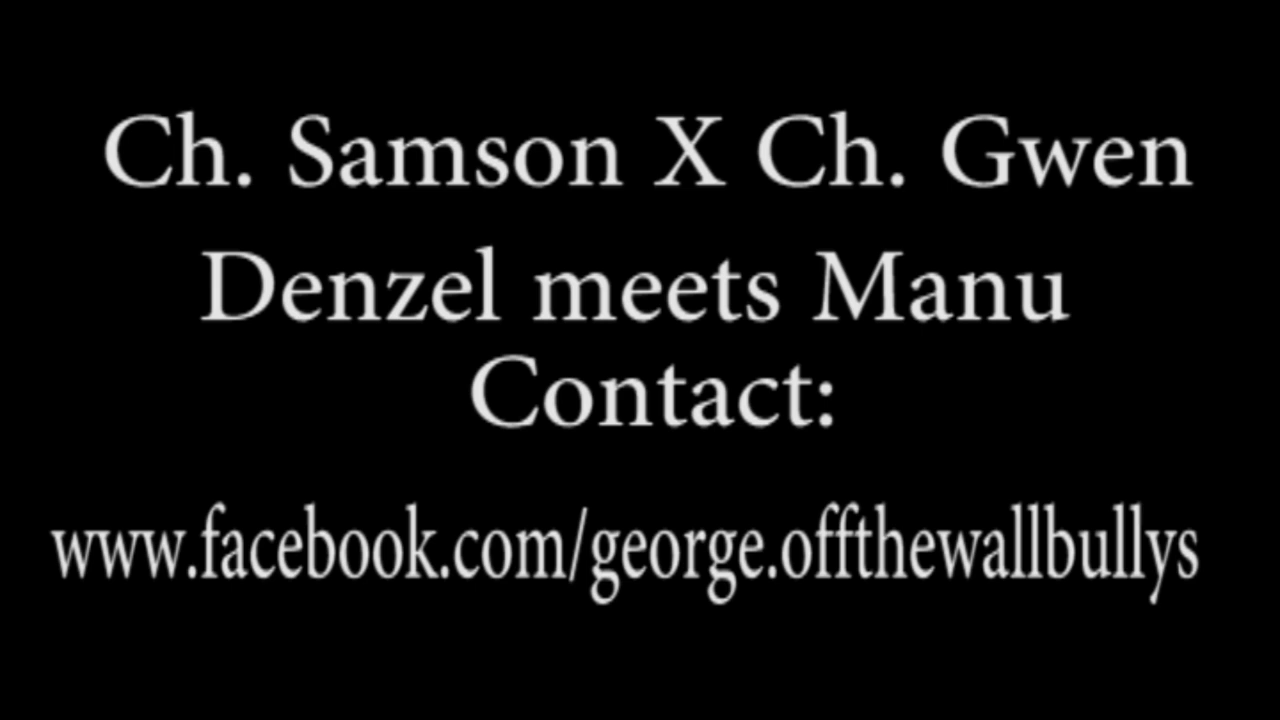 Ch. Samson X Ch. Gwen
Denzel meets Manu
Contact:
www.facebook.com/george.offthewallbullys